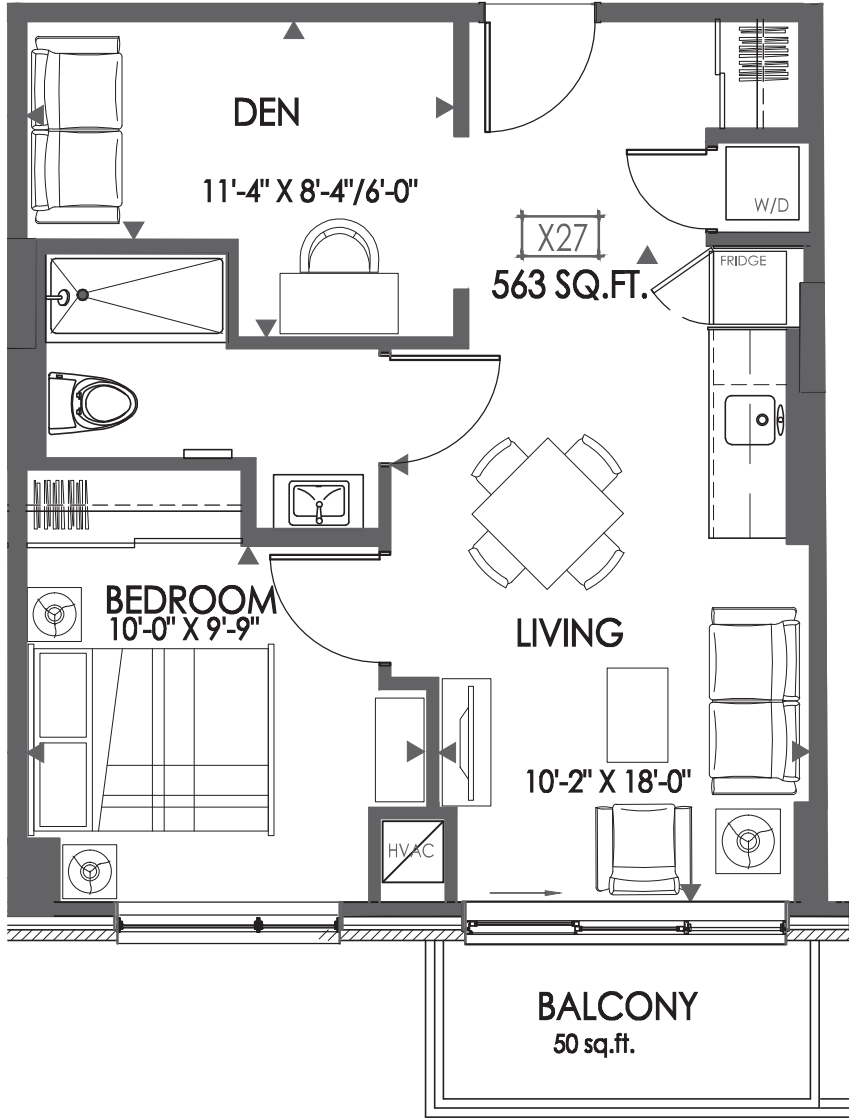 DEN
11'-4" X 8'-4"/6'-0"
W/D
X27
563 SQ.FT.
FRIDGE
BEDROOM
10'-0" X 9'-9"
LIVING
10'-2" X 18'-0"
HVAC
BALCONY
50 sq.ft.